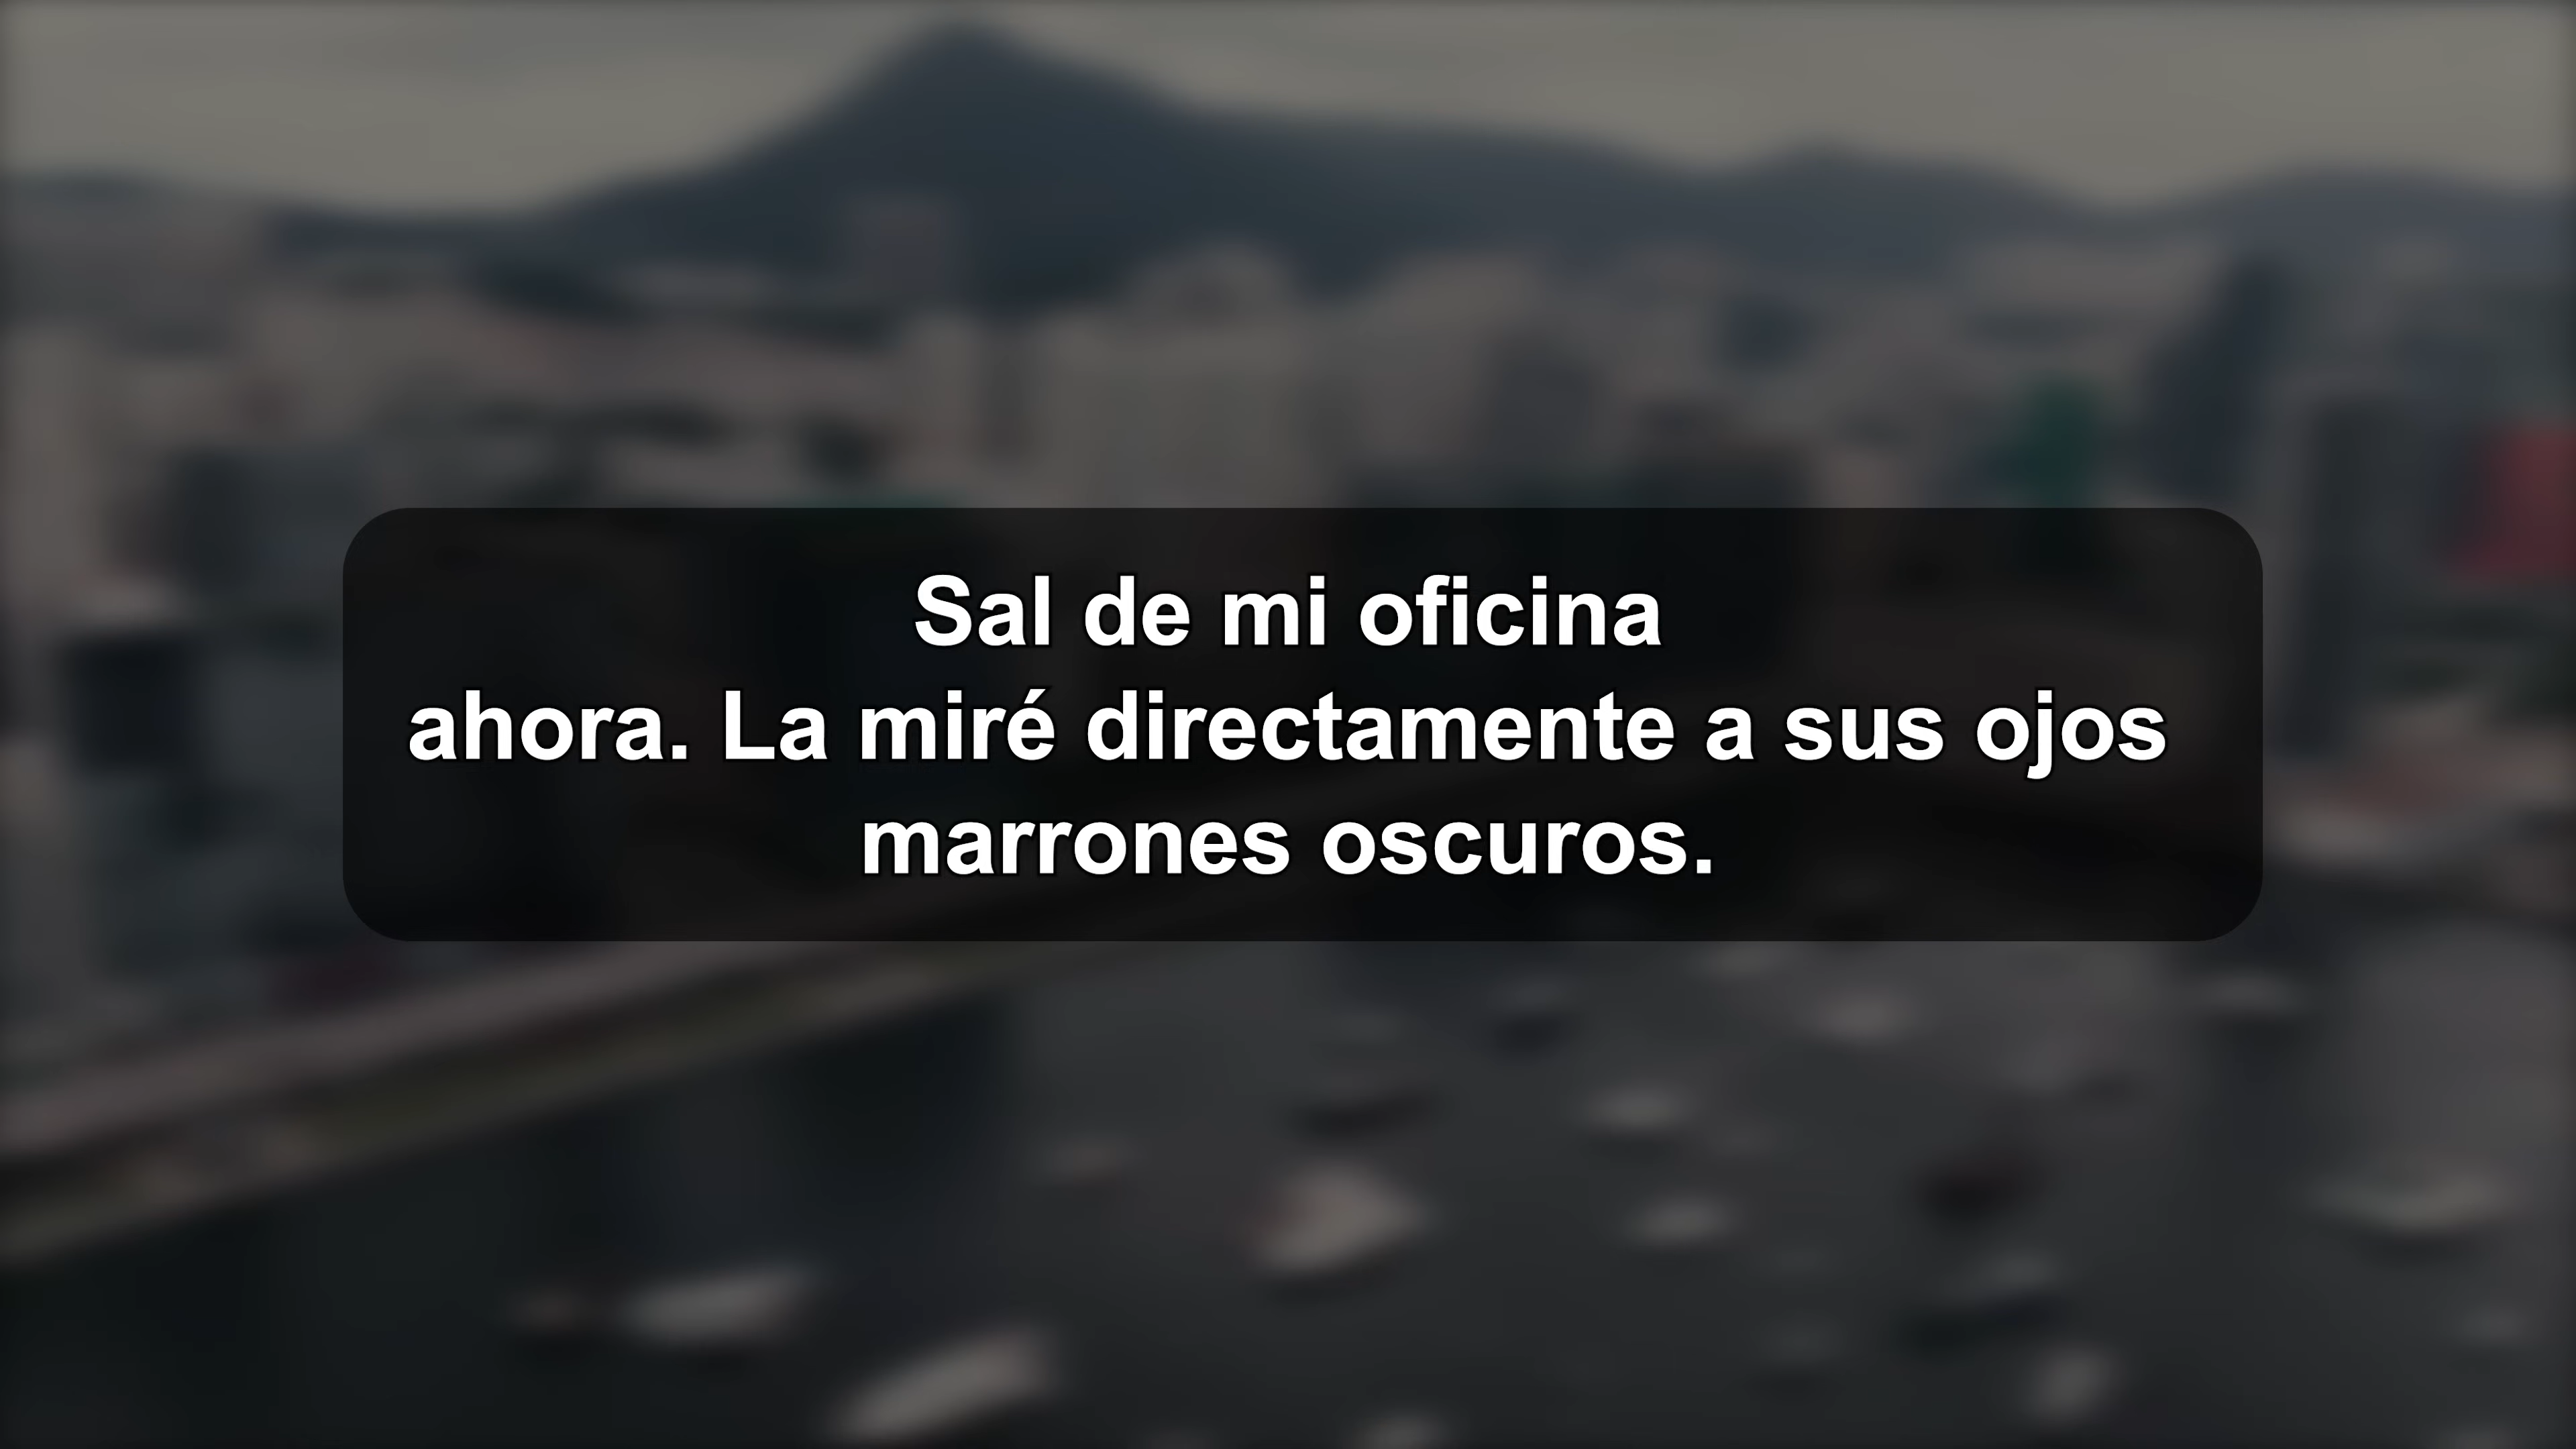 Sal de mi oficina
ahora. La miré directamente a sus ojos
marrones oscuros.